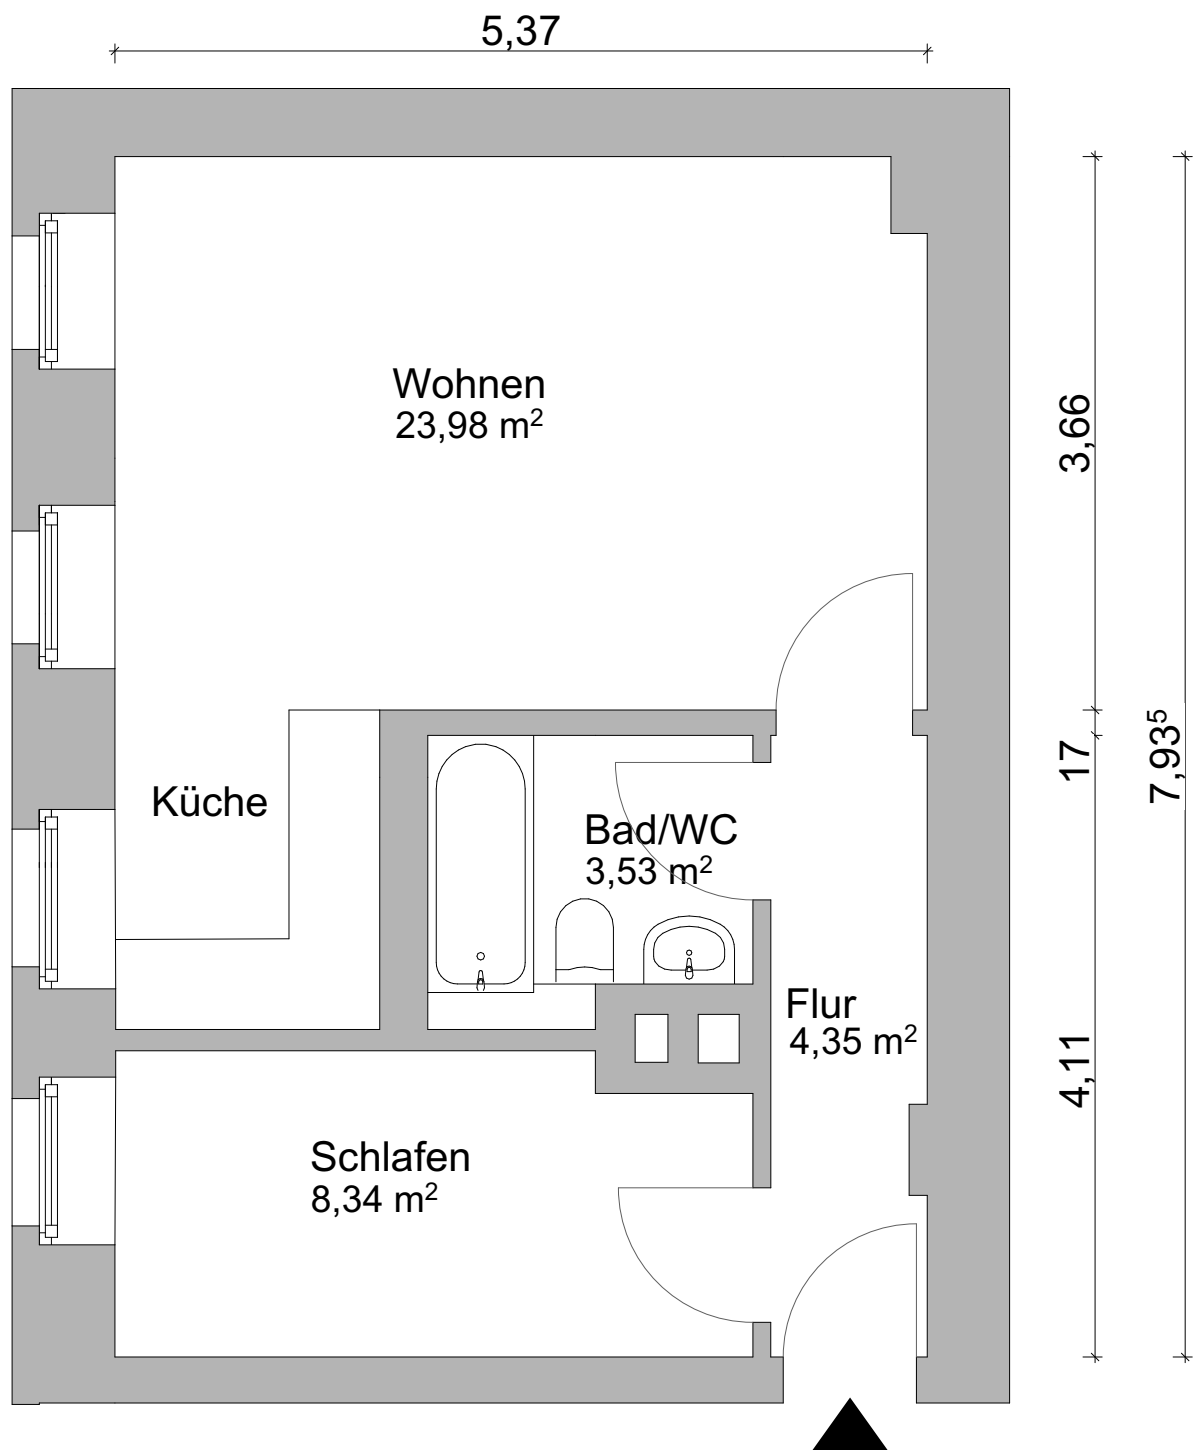 5,37
Wohnen
23,98 m²
3,66
Küche
17
7,93⁵
Bad/WC
3,53 m²
Flur
4,35 m²
4,11
Schlafen
8,34 m²